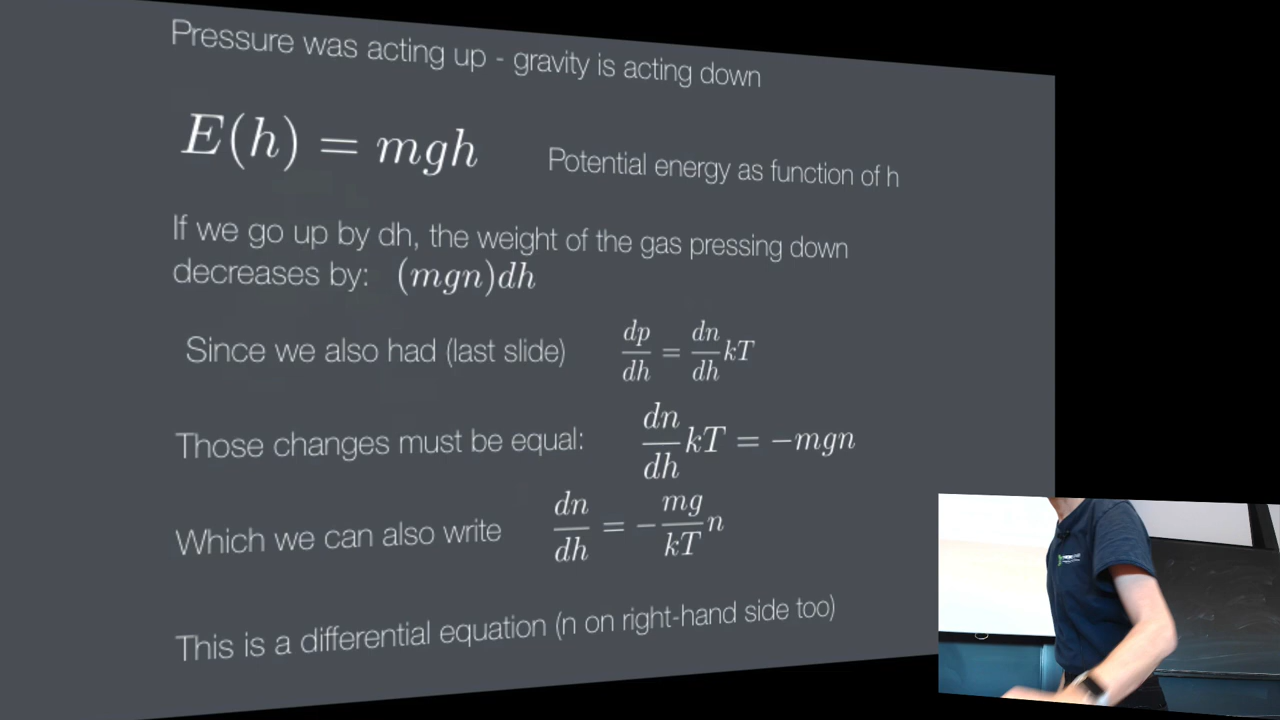 Pressure was acting up - gravity is acting down
E(h) = mgh
Potential energy as function of h
If we go up by dh, the weight of the gas pressing down
decreases by: (mgn)dh
Since we also had (last slide) dp/dh = dn/dh kT
Those changes must be equal: dn/dh kT = −mgn
Which we can also write dn/dh = − mg/kT n
This is a differential equation (n on right-hand side too)